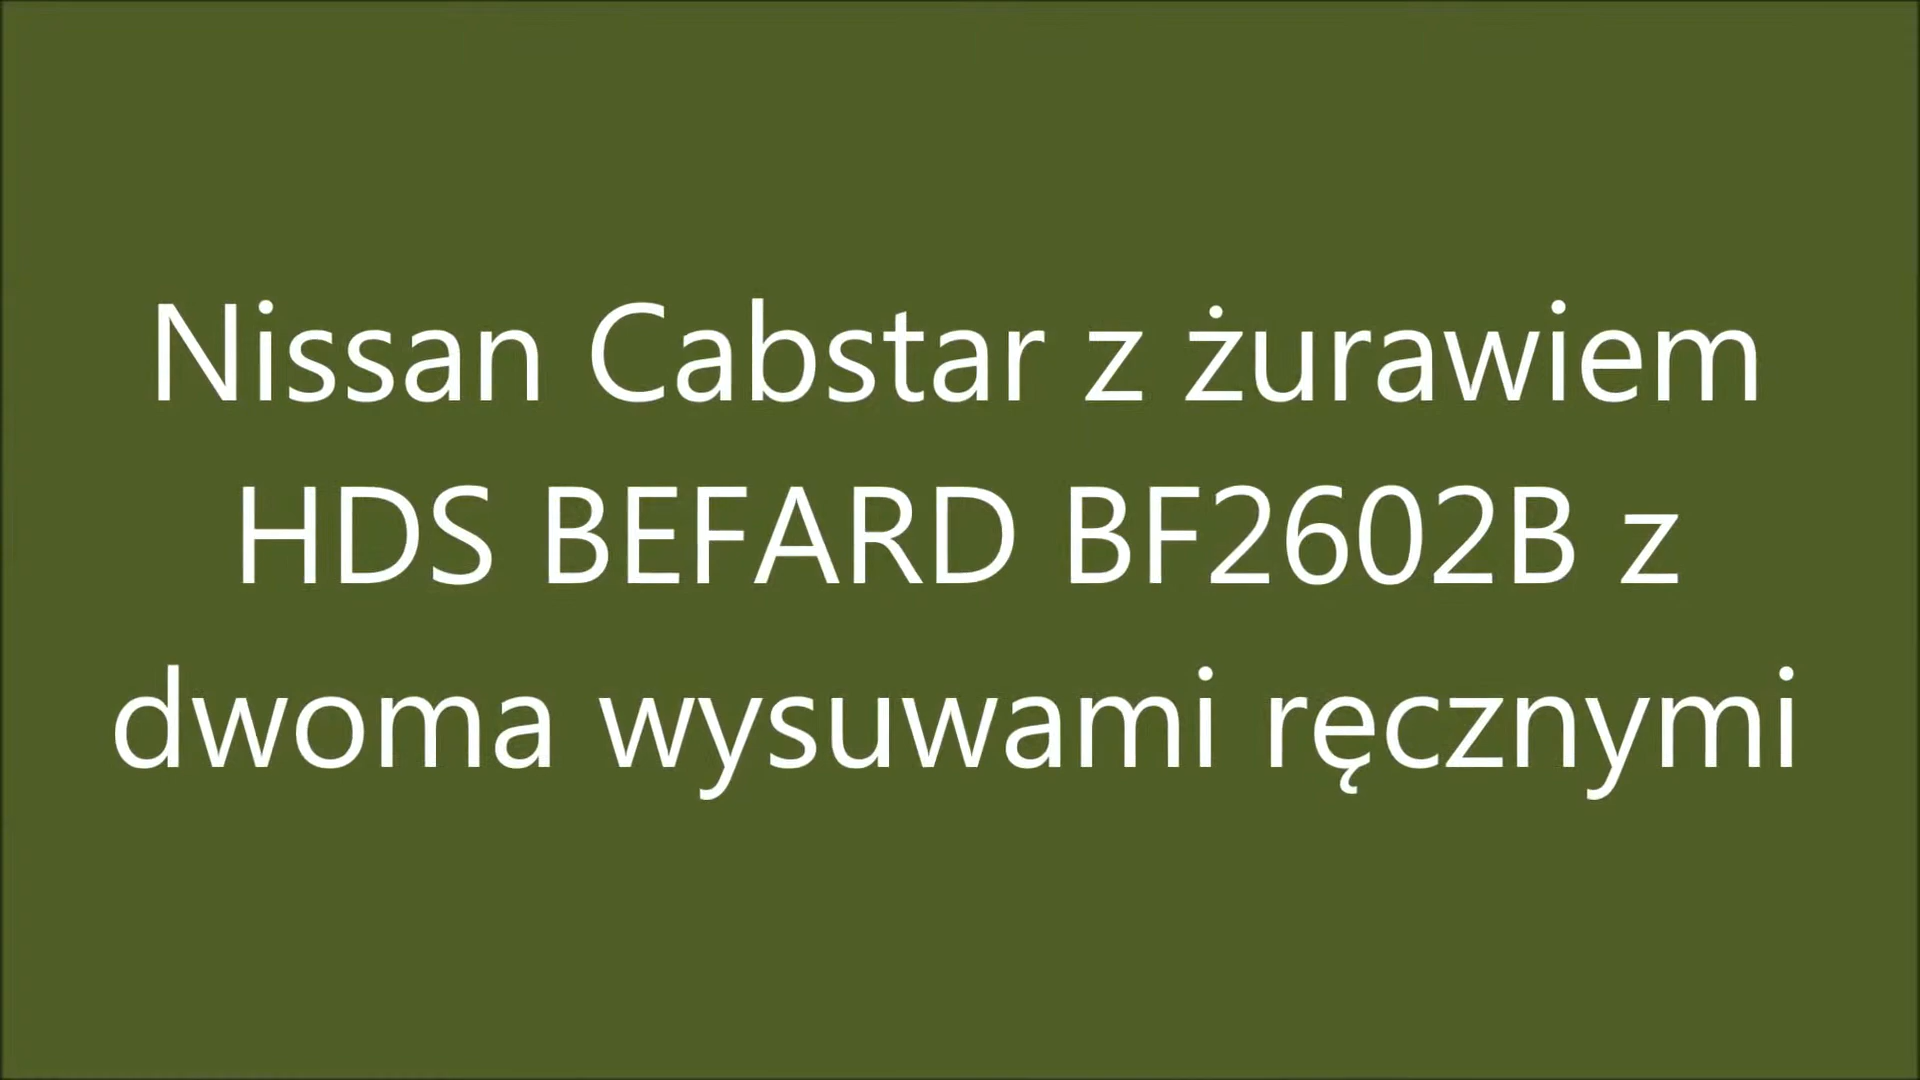 Nissan Cabstar z żurawiem
HDS BEFARD BF2602B z
dwoma wysuwami ręcznymi